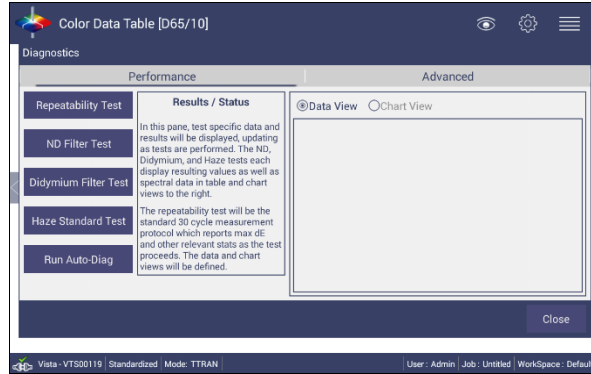 Color Data Table [D65/10]
Diagnostics
Performance
Advanced
Repeatability Test
ND Filter Test
Didymium Filter Test
Haze Standard Test
Run Auto-Diag
Results / Status
In this pane, test specific data and
results will be displayed, updating
as tests are performed. The ND,
Didymium, and Haze tests each
display resulting values as well as
spectral data in table and chart
views to the right.
The repeatability test will be the
standard 30 cycle measurement
protocol which reports max dE
and other relevant stats as the test
proceeds. The data and chart
views will be defined.
Data View Chart View
Close
Vista - VTS00119 Standardized Mode: TTRAN User : Admin Job : Untitled WorkSpace : Defaul